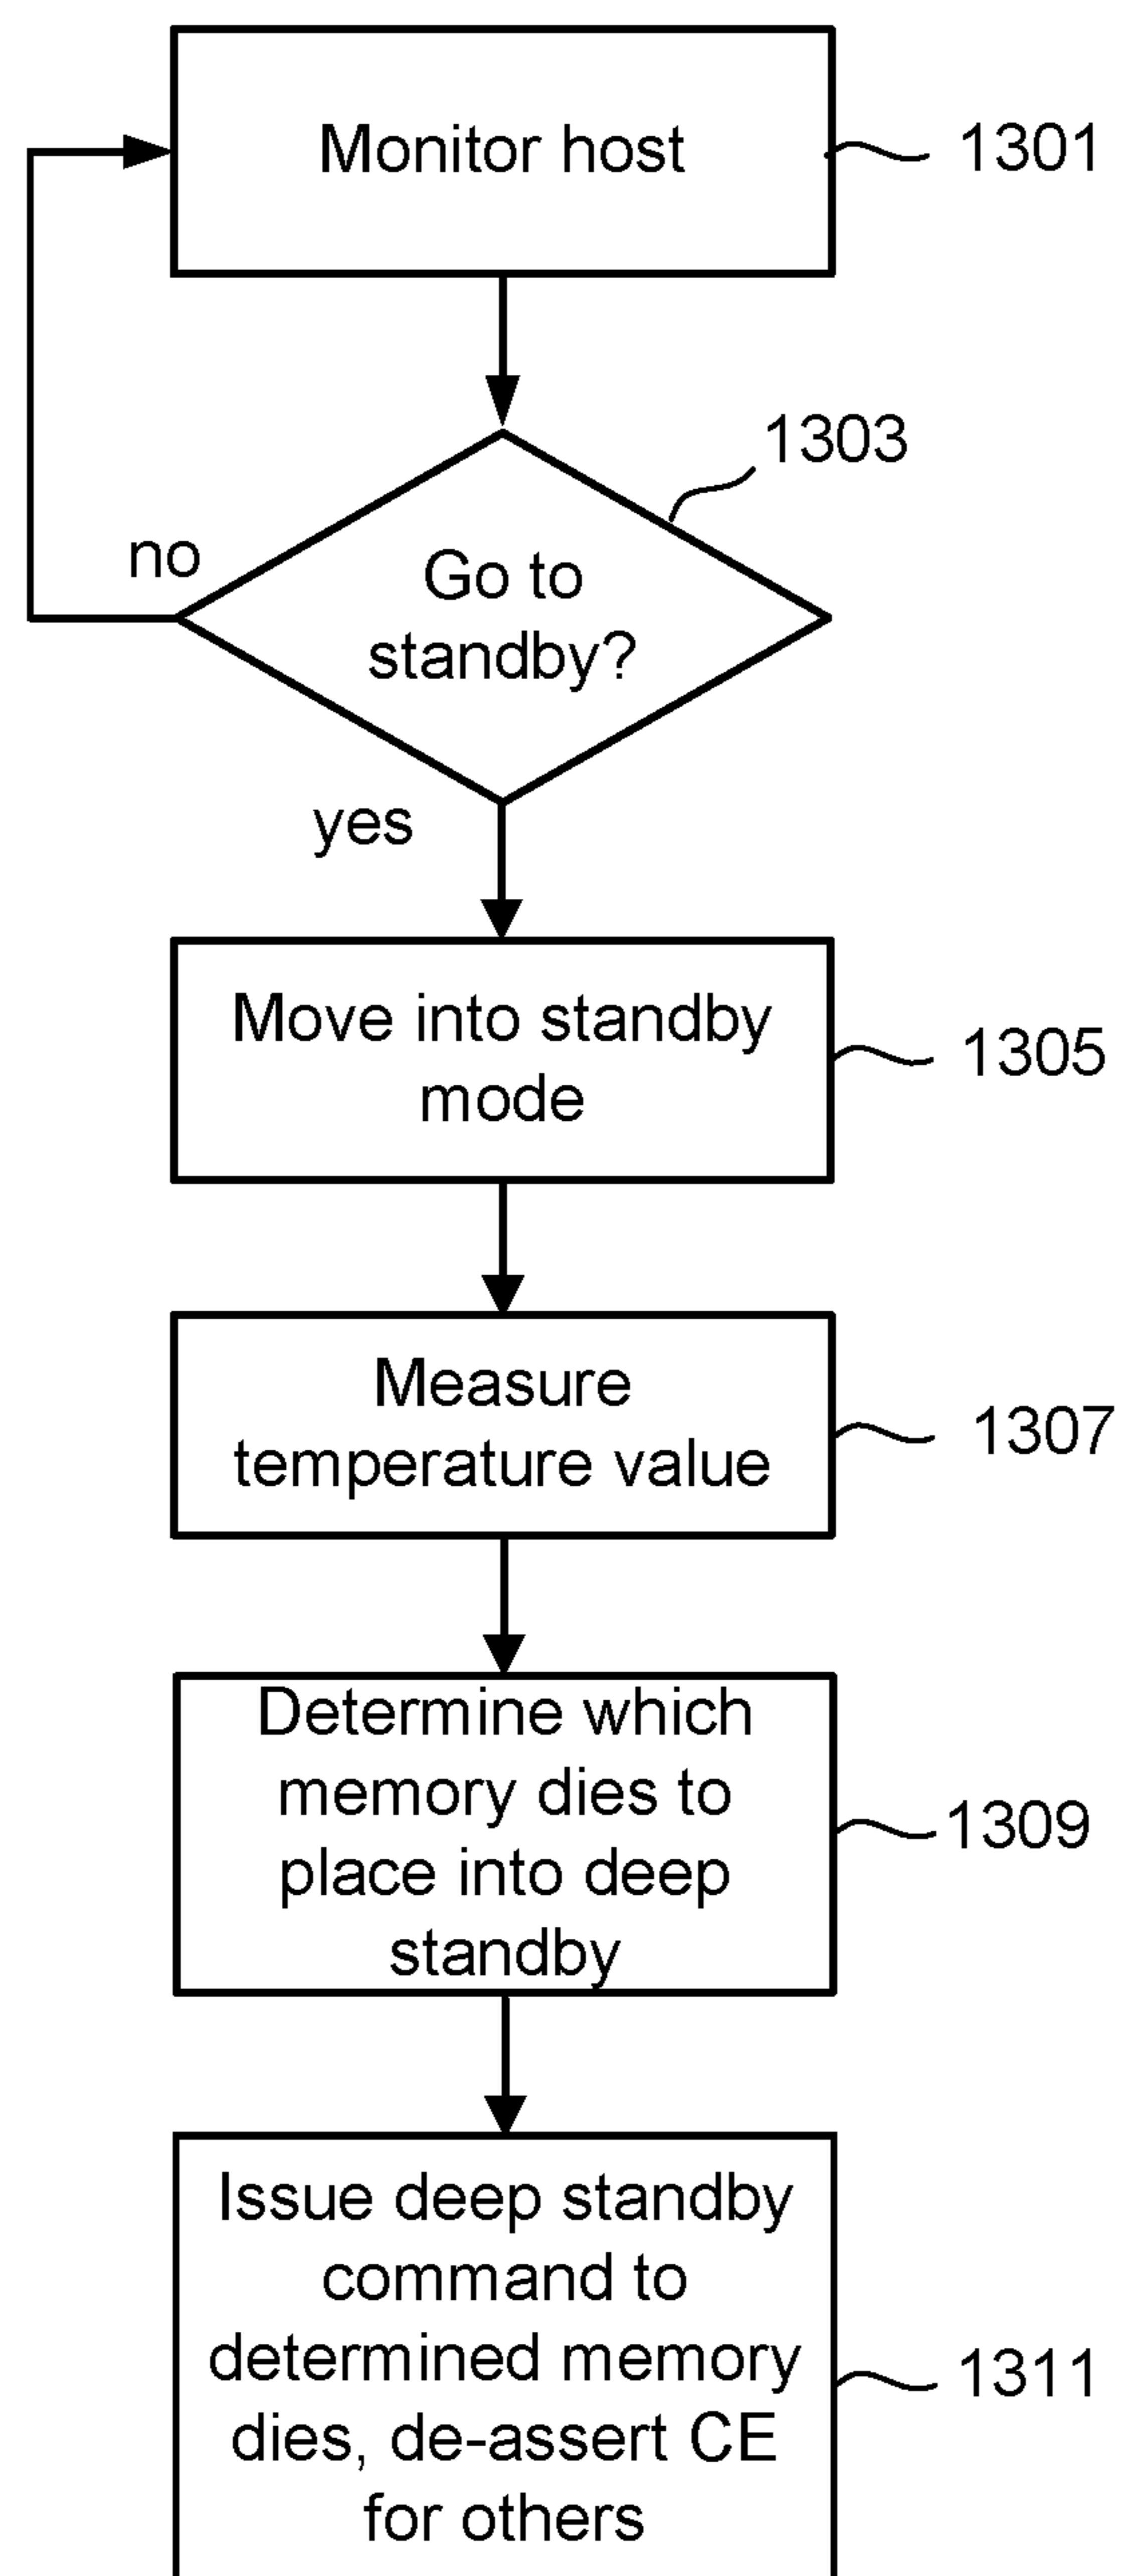 Monitor host
1301
1303
Go to
standby?
no
yes
Move into standby
mode
1305
Measure
temperature value
1307
Determine which
memory dies to
place into deep
standby
1309
Issue deep standby
command to
determined memory
dies, de-assert CE
for others
1311